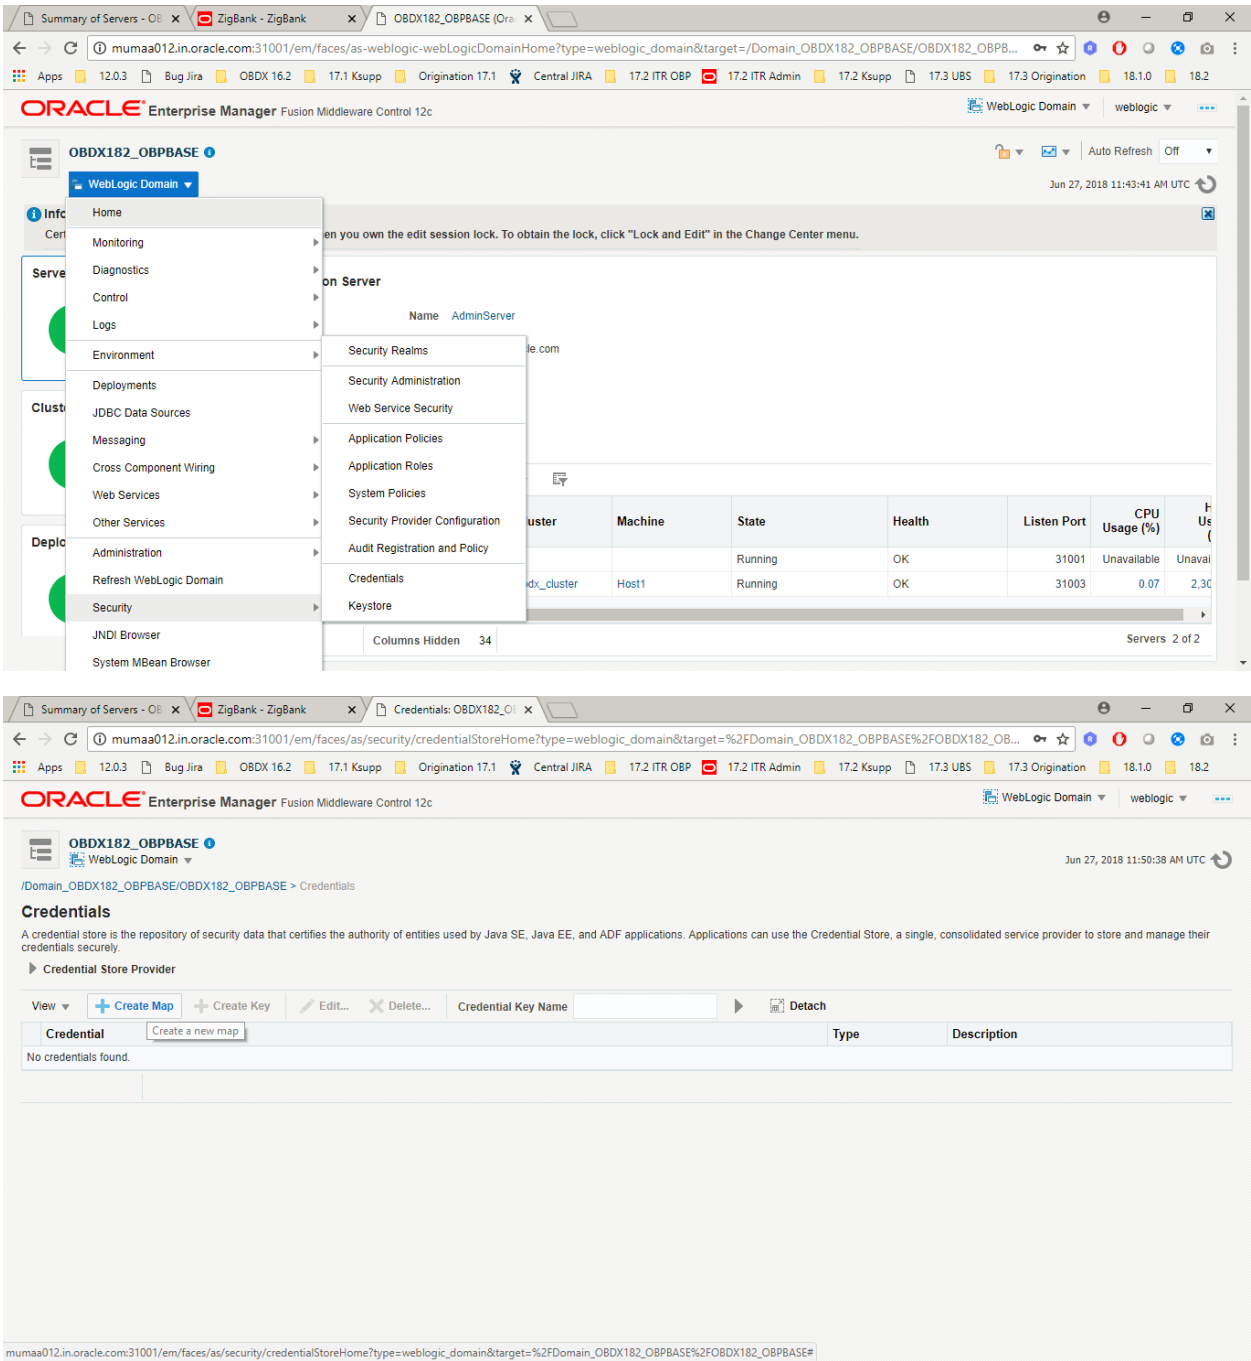 Summary of Servers - OB
ZigBank - ZigBank
OBDX182_OBPBASE (Ora
mumaa012.in.oracle.com:31001/em/faces/as-weblogic-webLogicDomainHome?type=weblogic_domain&target=/Domain_OBDX182_OBPBASE/OBDX182_OBPB...
Apps 12.0.3 Bug Jira OBDX 16.2 17.1 Ksupp Origination 17.1 Central JIRA 17.2 ITR OBP 17.2 ITR Admin 17.2 Ksupp 17.3 UBS 17.3 Origination 18.1.0 18.2
ORACLE Enterprise Manager Fusion Middleware Control 12c
WebLogic Domain weblogic
OBDX182_OBPBASE
Auto Refresh Off
WebLogic Domain
Jun 27, 2018 11:43:41 AM UTC
Info
Cert
en you own the edit session lock. To obtain the lock, click "Lock and Edit" in the Change Center menu.
Home
Monitoring
Diagnostics
Control
Logs
Environment
Deployments
JDBC Data Sources
Messaging
Cross Component Wiring
Web Services
Other Services
Administration
Refresh WebLogic Domain
Security
JNDI Browser
System MBean Browser
Serve
Clust
Deplo
on Server
Name AdminServer
le.com
Security Realms
Security Administration
Web Service Security
Application Policies
Application Roles
System Policies
Security Provider Configuration
Audit Registration and Policy
Credentials
Keystore
uster Machine State Health Listen Port CPU Usage (%)
Running OK 31001 Unavailable Unavai
dx_cluster Host1 Running OK 31003 0.07 2,30
Columns Hidden 34
Servers 2 of 2
Summary of Servers - OB
ZigBank - ZigBank
Credentials: OBDX182_O
mumaa012.in.oracle.com:31001/em/faces/as/security/credentialStoreHome?type=weblogic_domain&target=%2FDomain_OBDX182_OBPBASE%2FOBDX182_OB...
Apps 12.0.3 Bug Jira OBDX 16.2 17.1 Ksupp Origination 17.1 Central JIRA 17.2 ITR OBP 17.2 ITR Admin 17.2 Ksupp 17.3 UBS 17.3 Origination 18.1.0 18.2
ORACLE Enterprise Manager Fusion Middleware Control 12c
WebLogic Domain weblogic
OBDX182_OBPBASE
WebLogic Domain
Jun 27, 2018 11:50:38 AM UTC
/Domain_OBDX182_OBPBASE/OBDX182_OBPBASE > Credentials
Credentials
A credential store is the repository of security data that certifies the authority of entities used by Java SE, Java EE, and ADF applications. Applications can use the Credential Store, a single, consolidated service provider to store and manage their
credentials securely.
Credential Store Provider
View Create Map Create Key Edit... Delete... Credential Key Name Detach
Credential Type Description
Create a new map
No credentials found.
mumaa012.in.oracle.com:31001/em/faces/as/security/credentialStoreHome?type=weblogic_domain&target=%2FDomain_OBDX182_OBPBASE%2FOBDX182_OBPBASE#